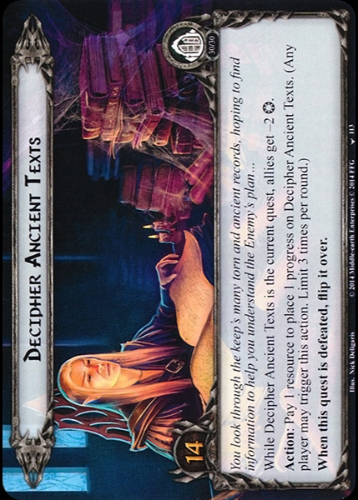 DECIPHER ANCIENT TEXTS
14
30/30
You look through the keep's many torn and ancient records, hoping to find
information to help you understand the Enemy's plan...
While Decipher Ancient Texts is the current quest, allies get −2 .
Action: Pay 1 resource to place 1 progress on Decipher Ancient Texts. (Any
player may trigger this action. Limit 3 times per round.)
When this quest is defeated, flip it over.
Illus. Nick Deligaris
© 2014 Middle-earth Enterprises © 2014 FFG
113